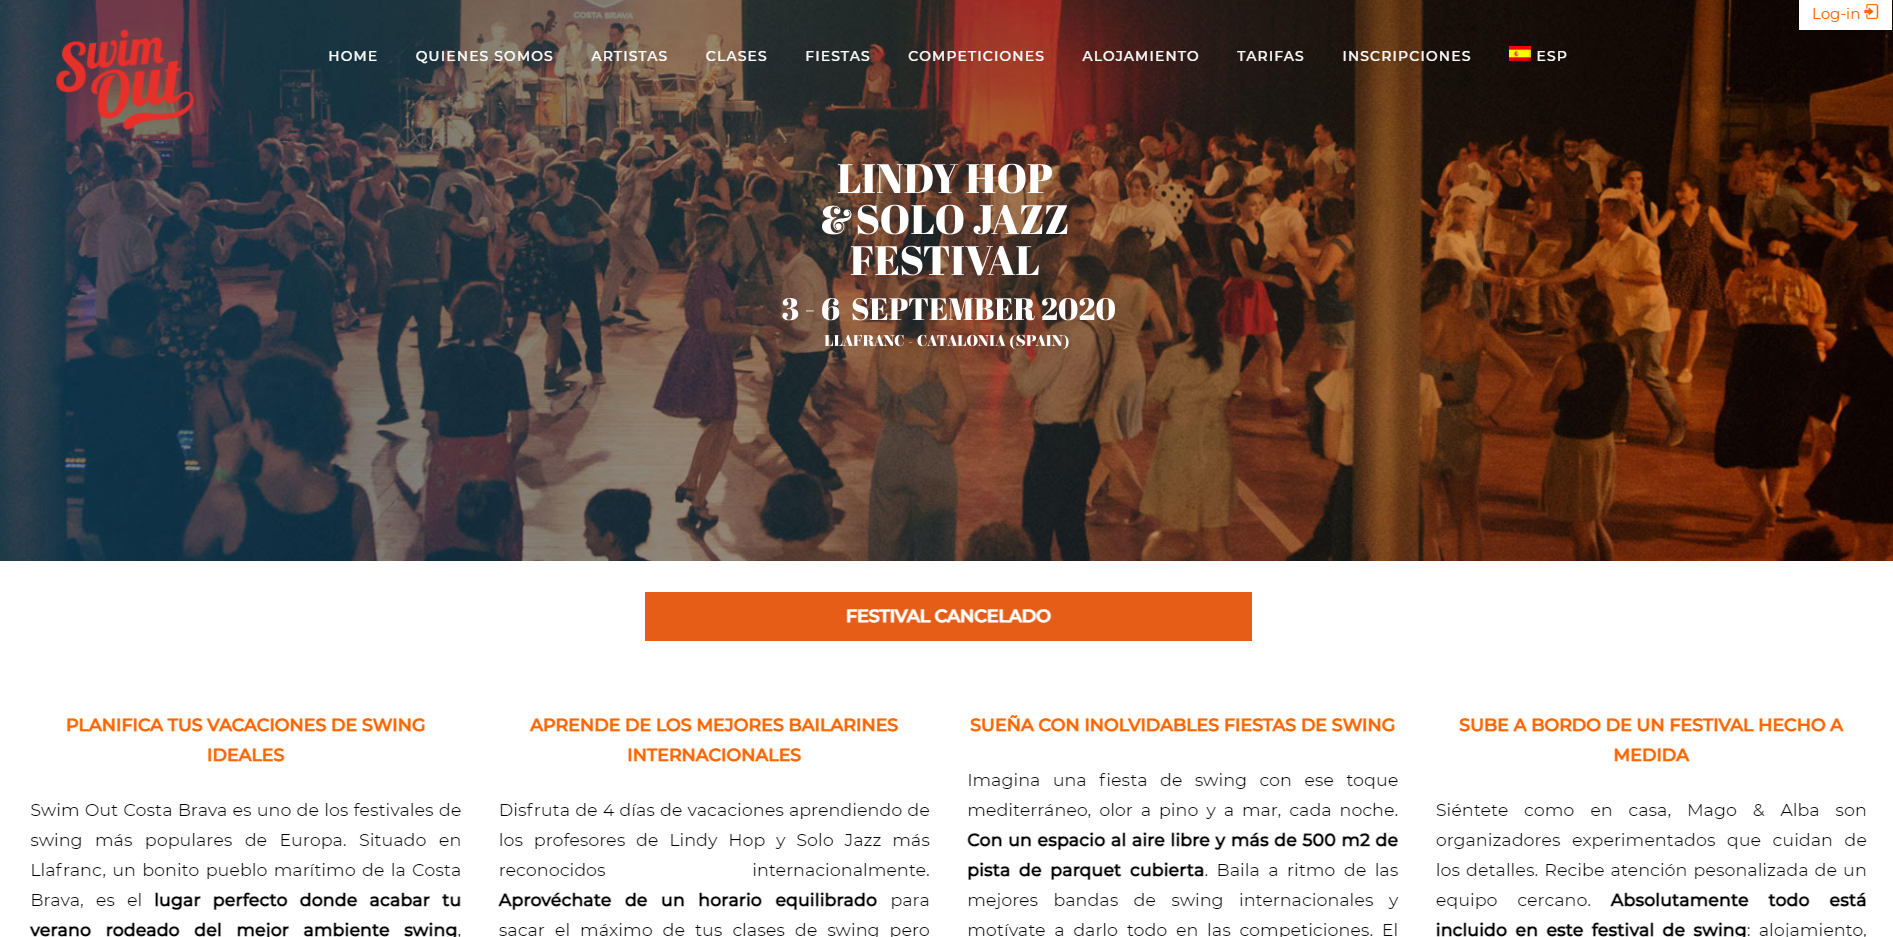 COSTA BRAVA
Log-in
Swim
Out
HOME QUIENES SOMOS ARTISTAS CLASES FIESTAS COMPETICIONES ALOJAMIENTO TARIFAS INSCRIPCIONES ESP
LINDY HOP
& SOLO JAZZ
FESTIVAL
3 - 6 SEPTEMBER 2020
LLAFRANC - CATALONIA (SPAIN)
FESTIVAL CANCELADO
PLANIFICA TUS VACACIONES DE SWING
IDEALES
Swim Out Costa Brava es uno de los festivales de
swing más populares de Europa. Situado en
Llafranc, un bonito pueblo marítimo de la Costa
Brava, es el lugar perfecto donde acabar tu
verano rodeado del mejor ambiente swing,
APRENDE DE LOS MEJORES BAILARINES
INTERNACIONALES
Disfruta de 4 días de vacaciones aprendiendo de
los profesores de Lindy Hop y Solo Jazz más
reconocidos internacionalmente.
Aprovéchate de un horario equilibrado para
sacar el máximo de tus clases de swing pero
SUEÑA CON INOLVIDABLES FIESTAS DE SWING
Imagina una fiesta de swing con ese toque
mediterráneo, olor a pino y a mar, cada noche.
Con un espacio al aire libre y más de 500 m2 de
pista de parquet cubierta. Baila a ritmo de las
mejores bandas de swing internacionales y
motívate a darlo todo en las competiciones. El
SUBE A BORDO DE UN FESTIVAL HECHO A
MEDIDA
Siéntete como en casa, Mago & Alba son
organizadores experimentados que cuidan de
los detalles. Recibe atención pesonalizada de un
equipo cercano. Absolutamente todo está
incluido en este festival de swing: alojamiento,